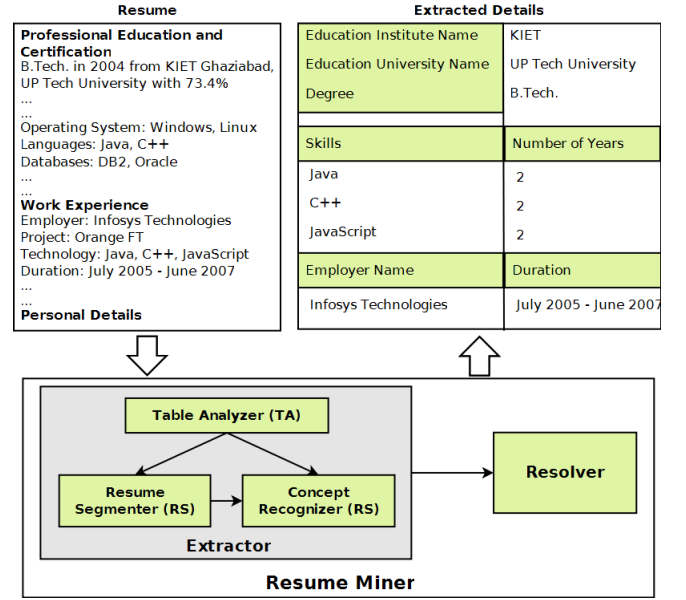 Resume
Professional Education and
Certification
B.Tech. in 2004 from KIET Ghaziabad,
UP Tech University with 73.4%
...
...
Operating System: Windows, Linux
Languages: Java, C++
Databases: DB2, Oracle
...
...
Work Experience
Employer: Infosys Technologies
Project: Orange FT
Technology: Java, C++, JavaScript
Duration: July 2005 - June 2007
...
...
Personal Details
Extracted Details
Education Institute Name KIET
Education University Name UP Tech University
Degree B.Tech.
Skills Number of Years
Java 2
C++ 2
JavaScript 2
Employer Name Duration
Infosys Technologies July 2005 - June 2007
Table Analyzer (TA)
Resume
Segmenter (RS)
Concept
Recognizer (RS)
Extractor
Resolver
Resume Miner